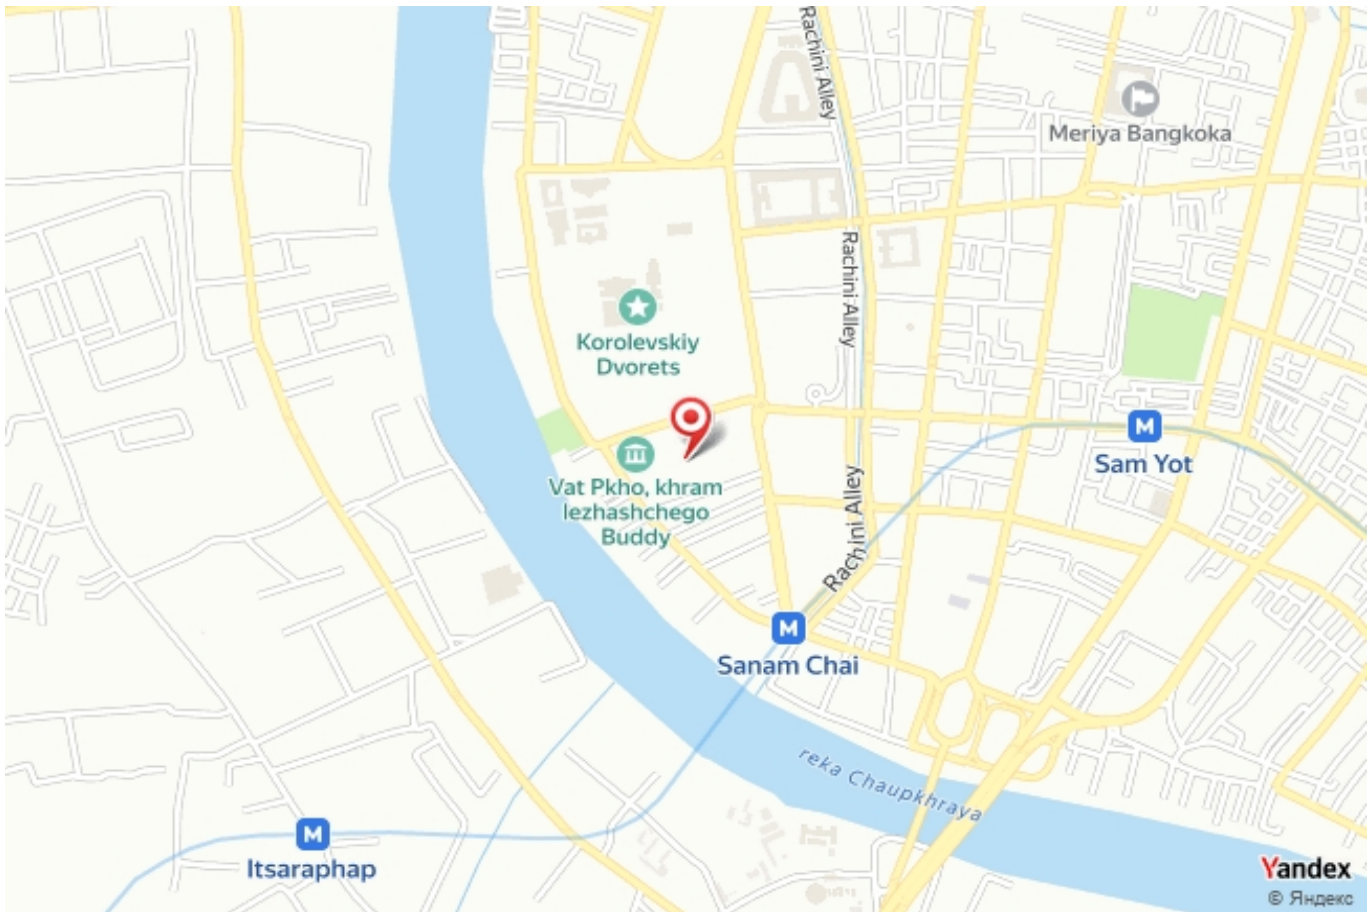 Rachini Alley
Meriya Bangkoka
Rachini Alley
Korolevskiy
Dvorets
Sam Yot
Vat Pkho, khram
lezhashchego
Buddy
Rachini Alley
Sanam Chai
reka Chaupkhraya
Itsaraphap
Yandex
© Яндекс